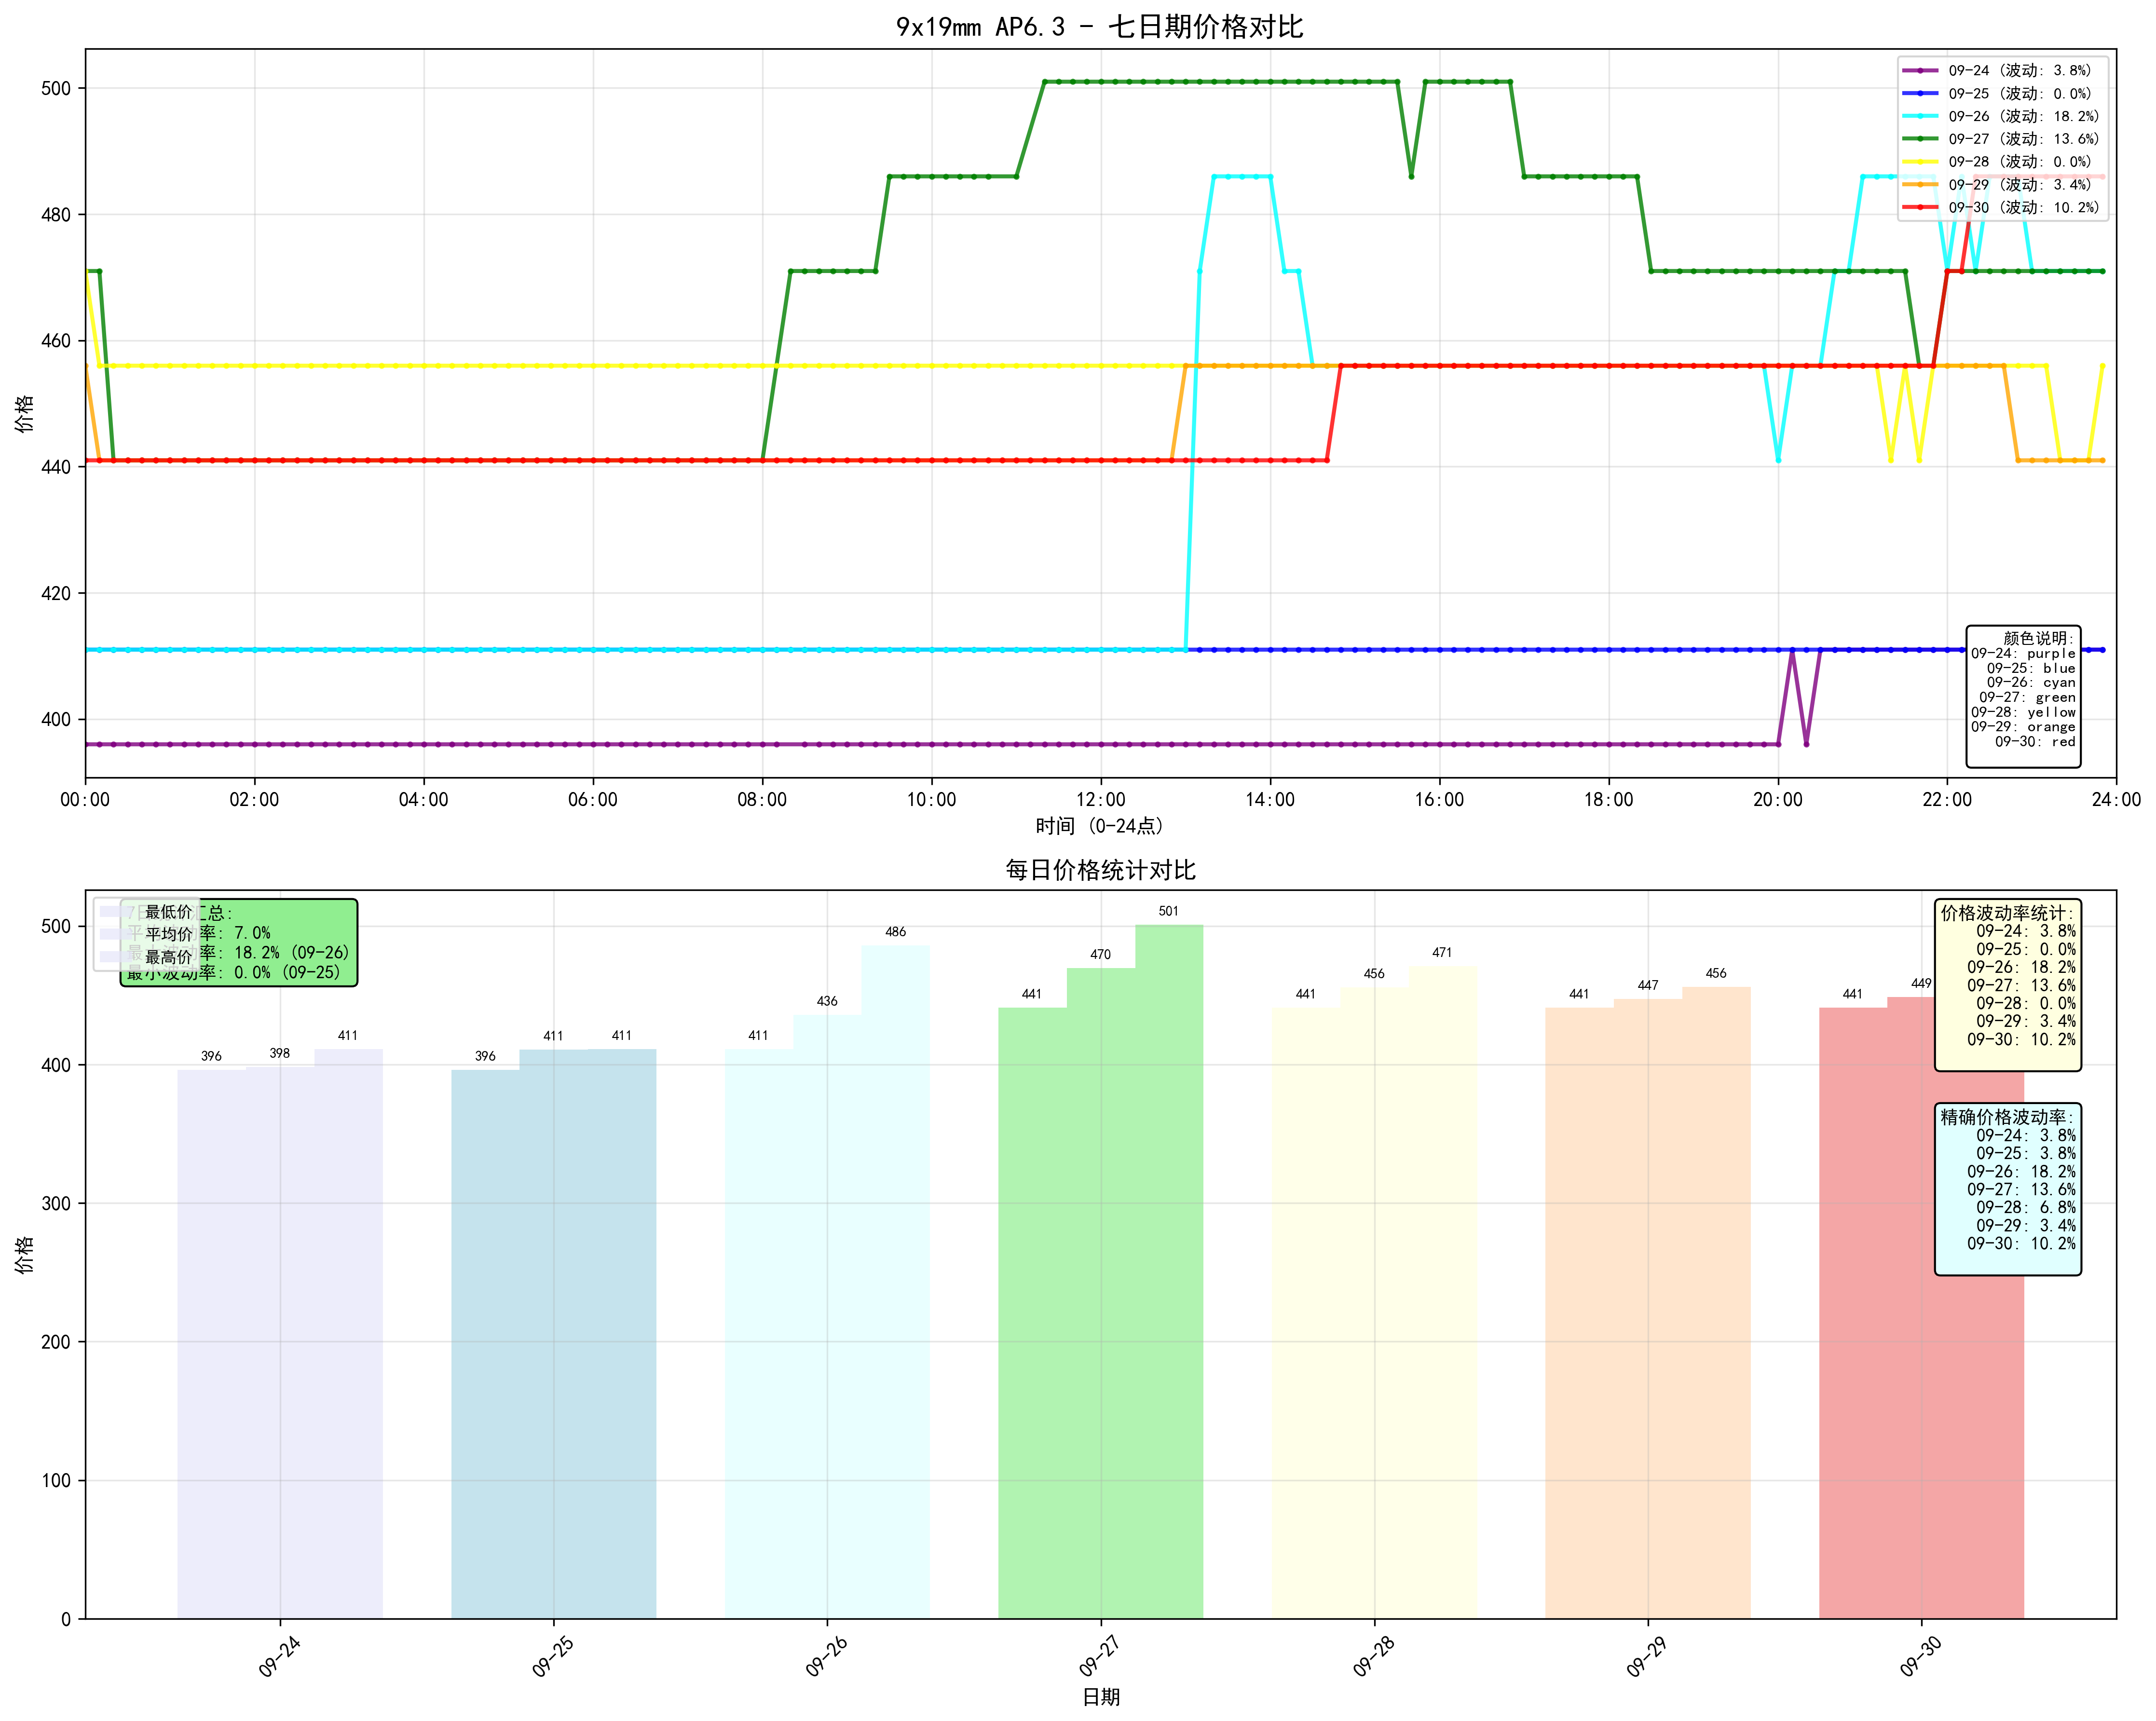 9x19mm AP6.3 - 七日期价格对比
价格
500
480
460
440
420
400
09-24 (波动: 3.8%)
09-25 (波动: 0.0%)
09-26 (波动: 18.2%)
09-27 (波动: 13.6%)
09-28 (波动: 0.0%)
09-29 (波动: 3.4%)
09-30 (波动: 10.2%)
颜色说明:
09-24: purple
09-25: blue
09-26: cyan
09-27: green
09-28: yellow
09-29: orange
09-30: red
00:00 02:00 04:00 06:00 08:00 10:00 12:00 14:00 16:00 18:00 20:00 22:00 24:00
时间 (0-24点)
每日价格统计对比
价格
500
400
300
200
100
0
最低价
平均价
最高价
汇总:
率: 7.0%
率: 18.2% (09-26)
最小波动率: 0.0% (09-25)
396 398 411
396 411 411
411 436 486
441 470 501
441 456 471
441 447 456
441 449
价格波动率统计:
09-24: 3.8%
09-25: 0.0%
09-26: 18.2%
09-27: 13.6%
09-28: 0.0%
09-29: 3.4%
09-30: 10.2%
精确价格波动率:
09-24: 3.8%
09-25: 3.8%
09-26: 18.2%
09-27: 13.6%
09-28: 6.8%
09-29: 3.4%
09-30: 10.2%
09-24 09-25 09-26 09-27 09-28 09-29 09-30
日期